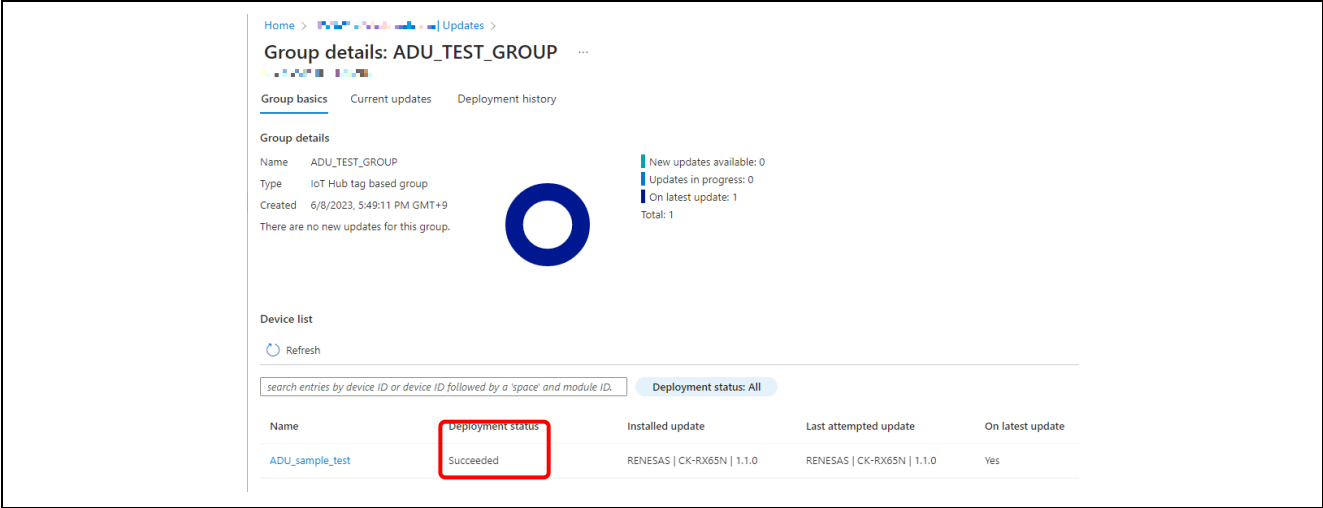 Home > | Updates >
Group details: ADU_TEST_GROUP ...
Group basics Current updates Deployment history
Group details
Name ADU_TEST_GROUP
Type IoT Hub tag based group
Created 6/8/2023, 5:49:11 PM GMT+9
There are no new updates for this group.
New updates available: 0
Updates in progress: 0
On latest update: 1
Total: 1
Device list
Refresh
search entries by device ID or device ID followed by a 'space' and module ID. Deployment status: All
Name Deployment status Installed update Last attempted update On latest update
ADU_sample_test Succeeded RENESAS | CK-RX65N | 1.1.0 RENESAS | CK-RX65N | 1.1.0 Yes